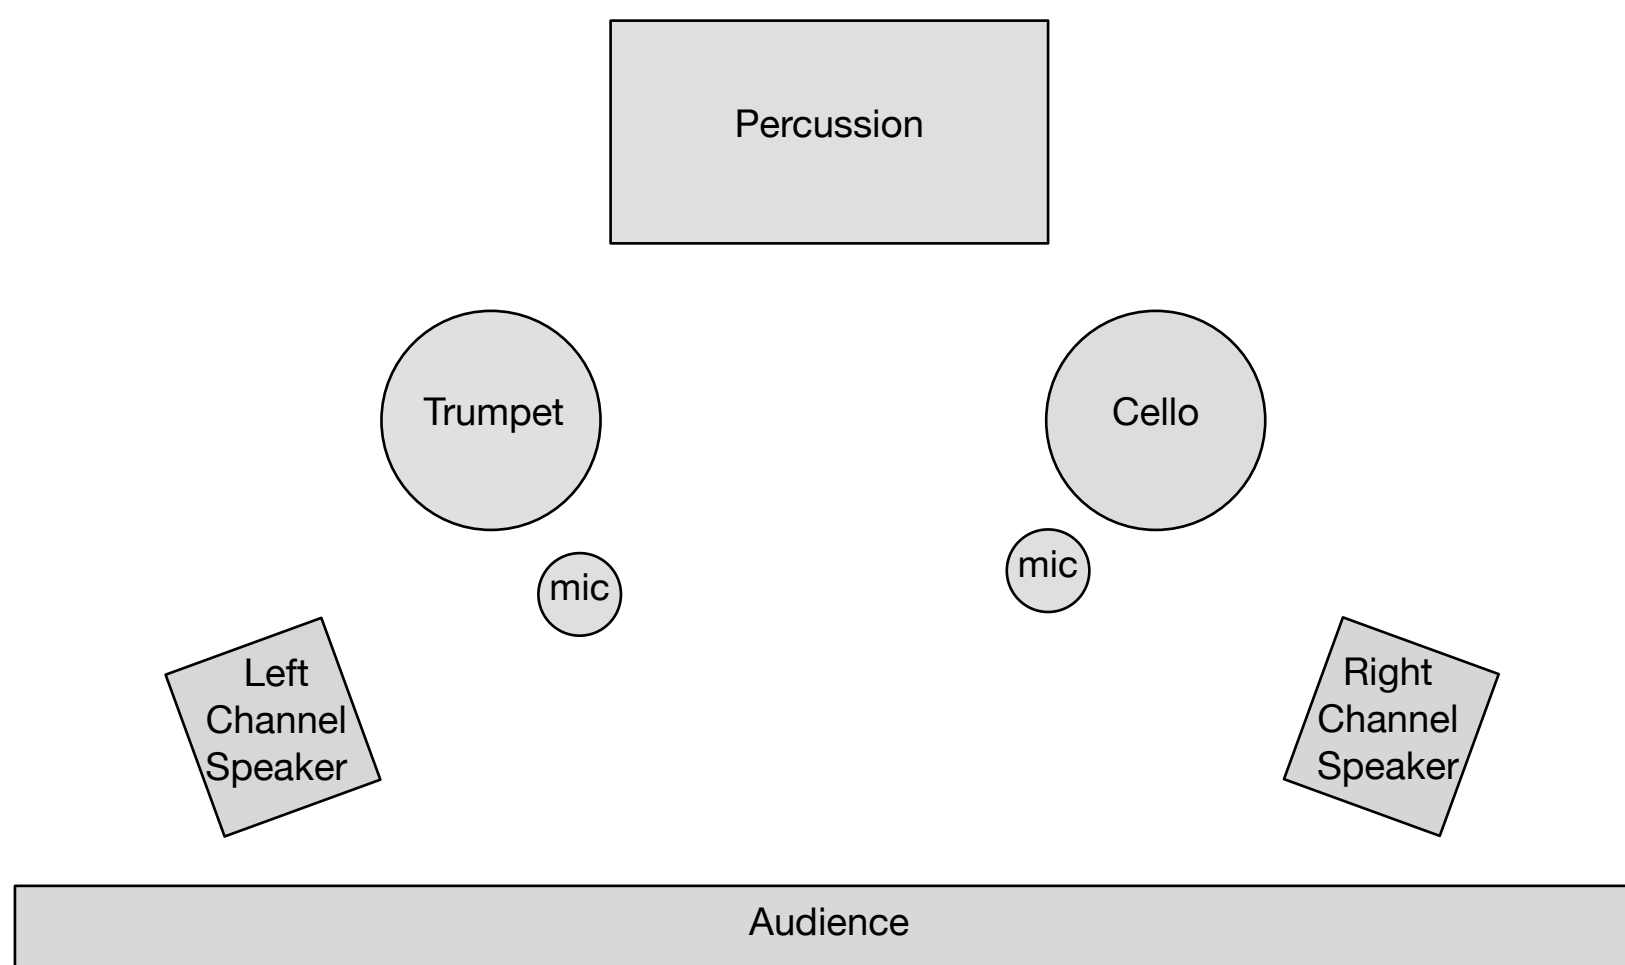 Percussion
Trumpet
Cello
mic
mic
Left
Channel
Speaker
Right
Channel
Speaker
Audience